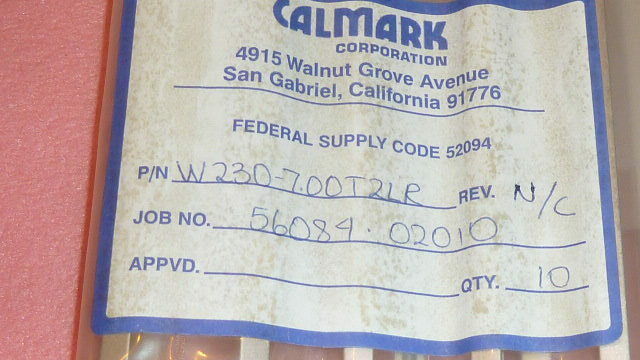 CALMARK
CORPORATION
4915 Walnut Grove Avenue
San Gabriel, California 91776
FEDERAL SUPPLY CODE 52094
P/N W230-7.00T2LR REV. N/C
JOB NO. 56084.02010
APPVD. QTY. 10